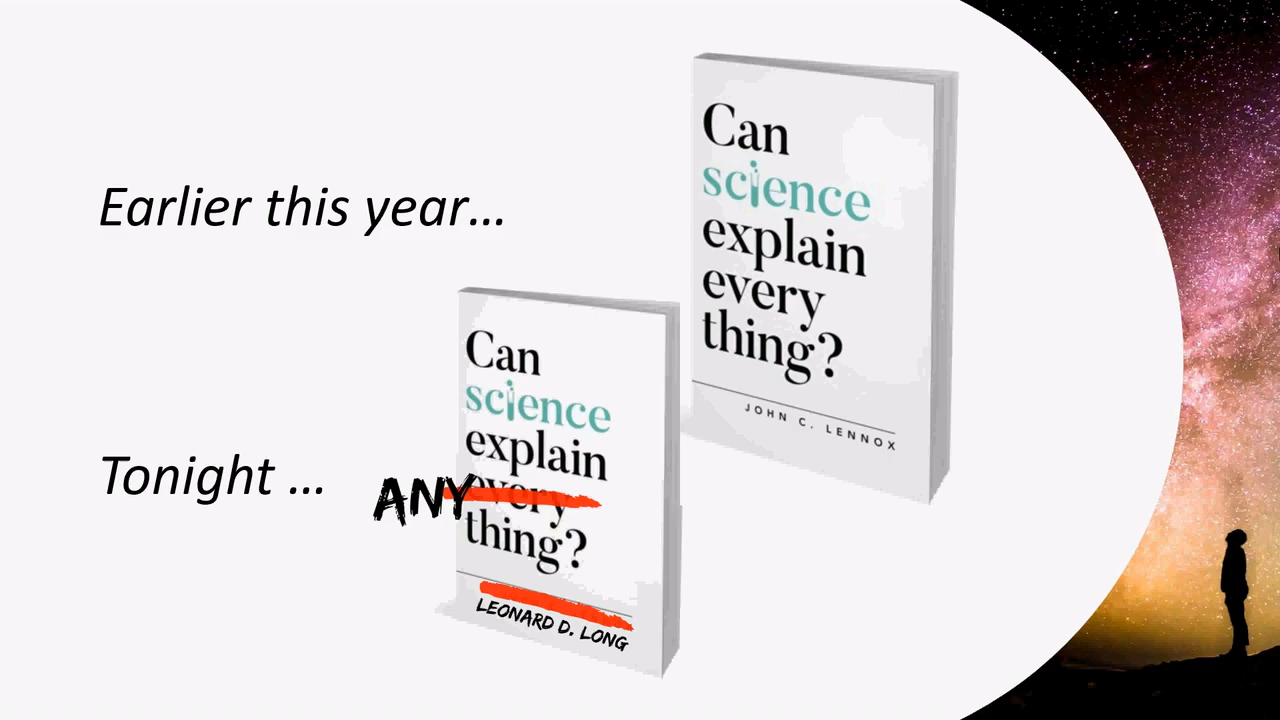 Earlier this year…
Can
science
explain
every
thing?
JOHN C. LENNOX
Tonight …
Can
science
explain
ANY every
thing?
LEONARD D. LONG